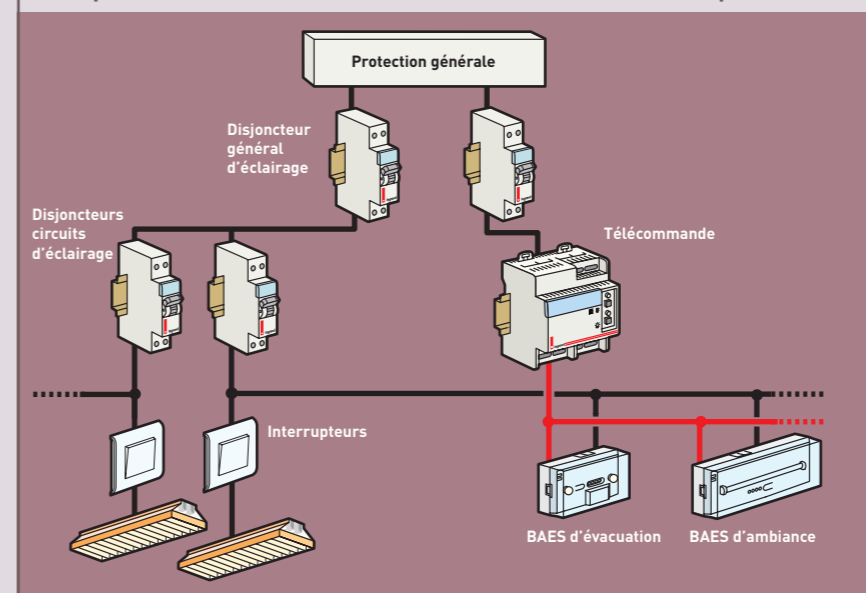 Protection générale
Disjoncteur
général
d'éclairage
Disjoncteurs
circuits
d'éclairage
Télécommande
Interrupteurs
BAES d'évacuation
BAES d'ambiance